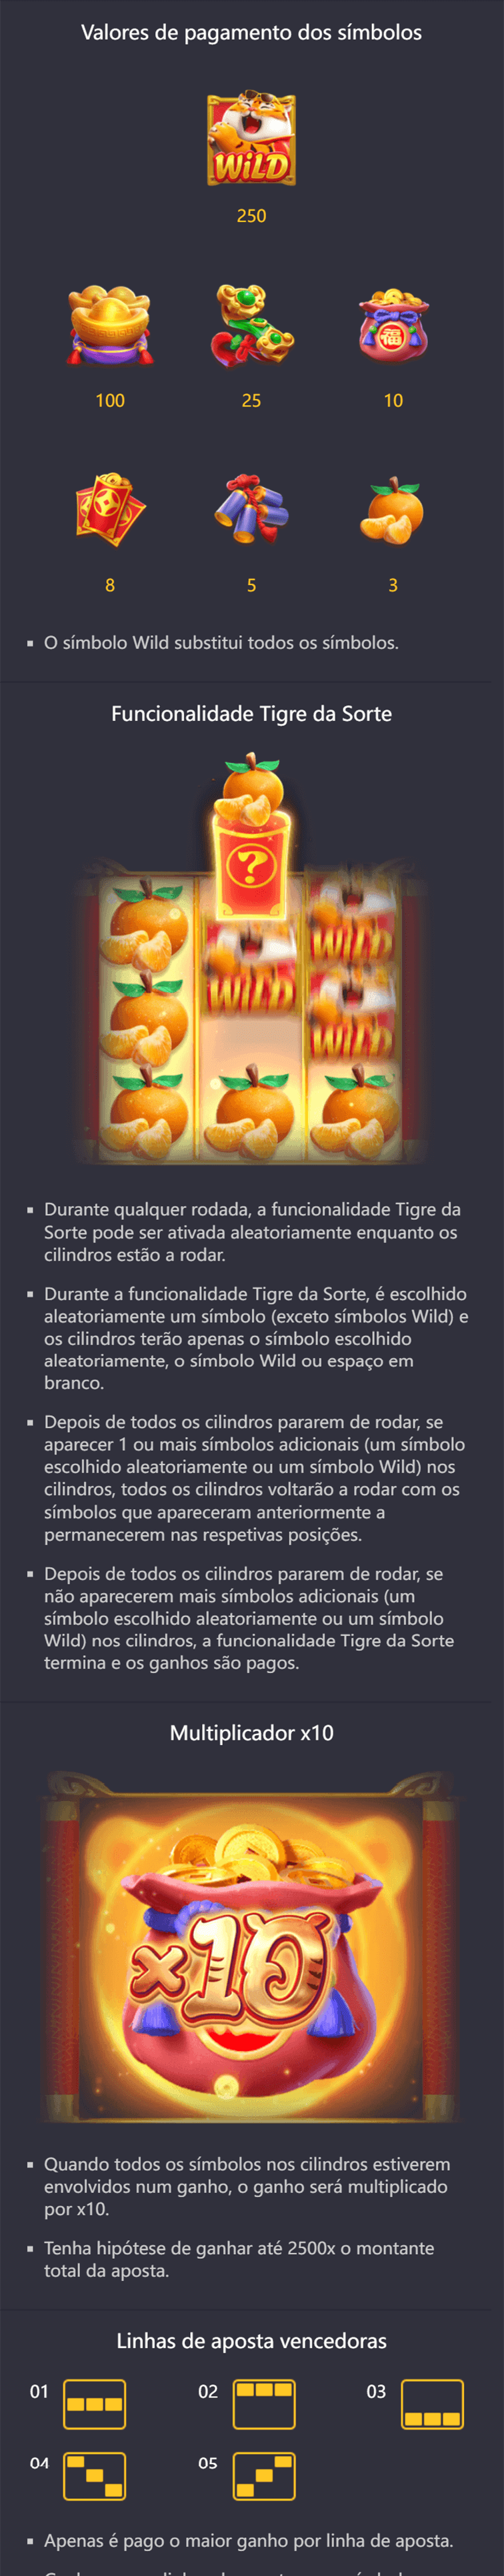 Valores de pagamento dos símbolos
WiLD
250
100
25
福
10
8
5
3
▪ O símbolo Wild substitui todos os símbolos.
Funcionalidade Tigre da Sorte
?
WILD
WILD
WILD
▪ Durante qualquer rodada, a funcionalidade Tigre da
Sorte pode ser ativada aleatoriamente enquanto os
cilindros estão a rodar.
▪ Durante a funcionalidade Tigre da Sorte, é escolhido
aleatoriamente um símbolo (exceto símbolos Wild) e
os cilindros terão apenas o símbolo escolhido
aleatoriamente, o símbolo Wild ou espaço em
branco.
▪ Depois de todos os cilindros pararem de rodar, se
aparecer 1 ou mais símbolos adicionais (um símbolo
escolhido aleatoriamente ou um símbolo Wild) nos
cilindros, todos os cilindros voltarão a rodar com os
símbolos que apareceram anteriormente a
permanecerem nas respetivas posições.
▪ Depois de todos os cilindros pararem de rodar, se
não aparecerem mais símbolos adicionais (um
símbolo escolhido aleatoriamente ou um símbolo
Wild) nos cilindros, a funcionalidade Tigre da Sorte
termina e os ganhos são pagos.
Multiplicador x10
x10
▪ Quando todos os símbolos nos cilindros estiverem
envolvidos num ganho, o ganho será multiplicado
por x10.
▪ Tenha hipótese de ganhar até 2500x o montante
total da aposta.
Linhas de aposta vencedoras
01 02 03
04 05
▪ Apenas é pago o maior ganho por linha de aposta.